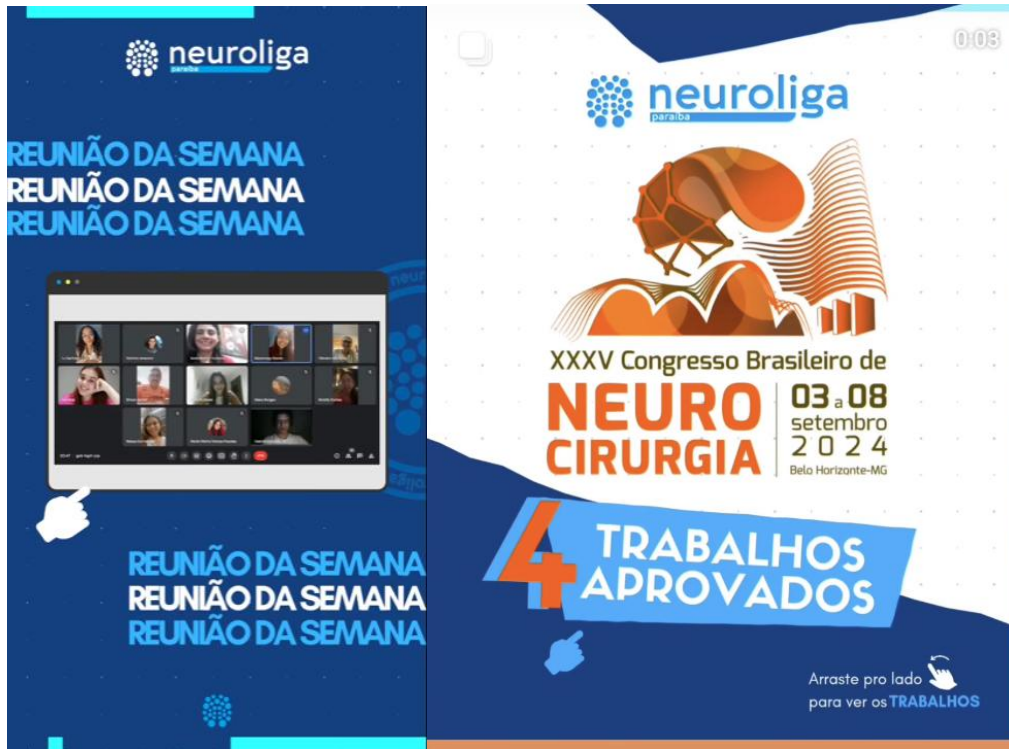 neuroliga
paraíba
REUNIÃO DA SEMANA
REUNIÃO DA SEMANA
REUNIÃO DA SEMANA
REUNIÃO DA SEMANA
REUNIÃO DA SEMANA
REUNIÃO DA SEMANA
0:03
neuroliga
paraíba
XXXV Congresso Brasileiro de
NEURO
CIRURGIA
03 a 08
setembro
2024
Belo Horizonte-MG
4 TRABALHOS
APROVADOS
Arraste pro lado
para ver os TRABALHOS